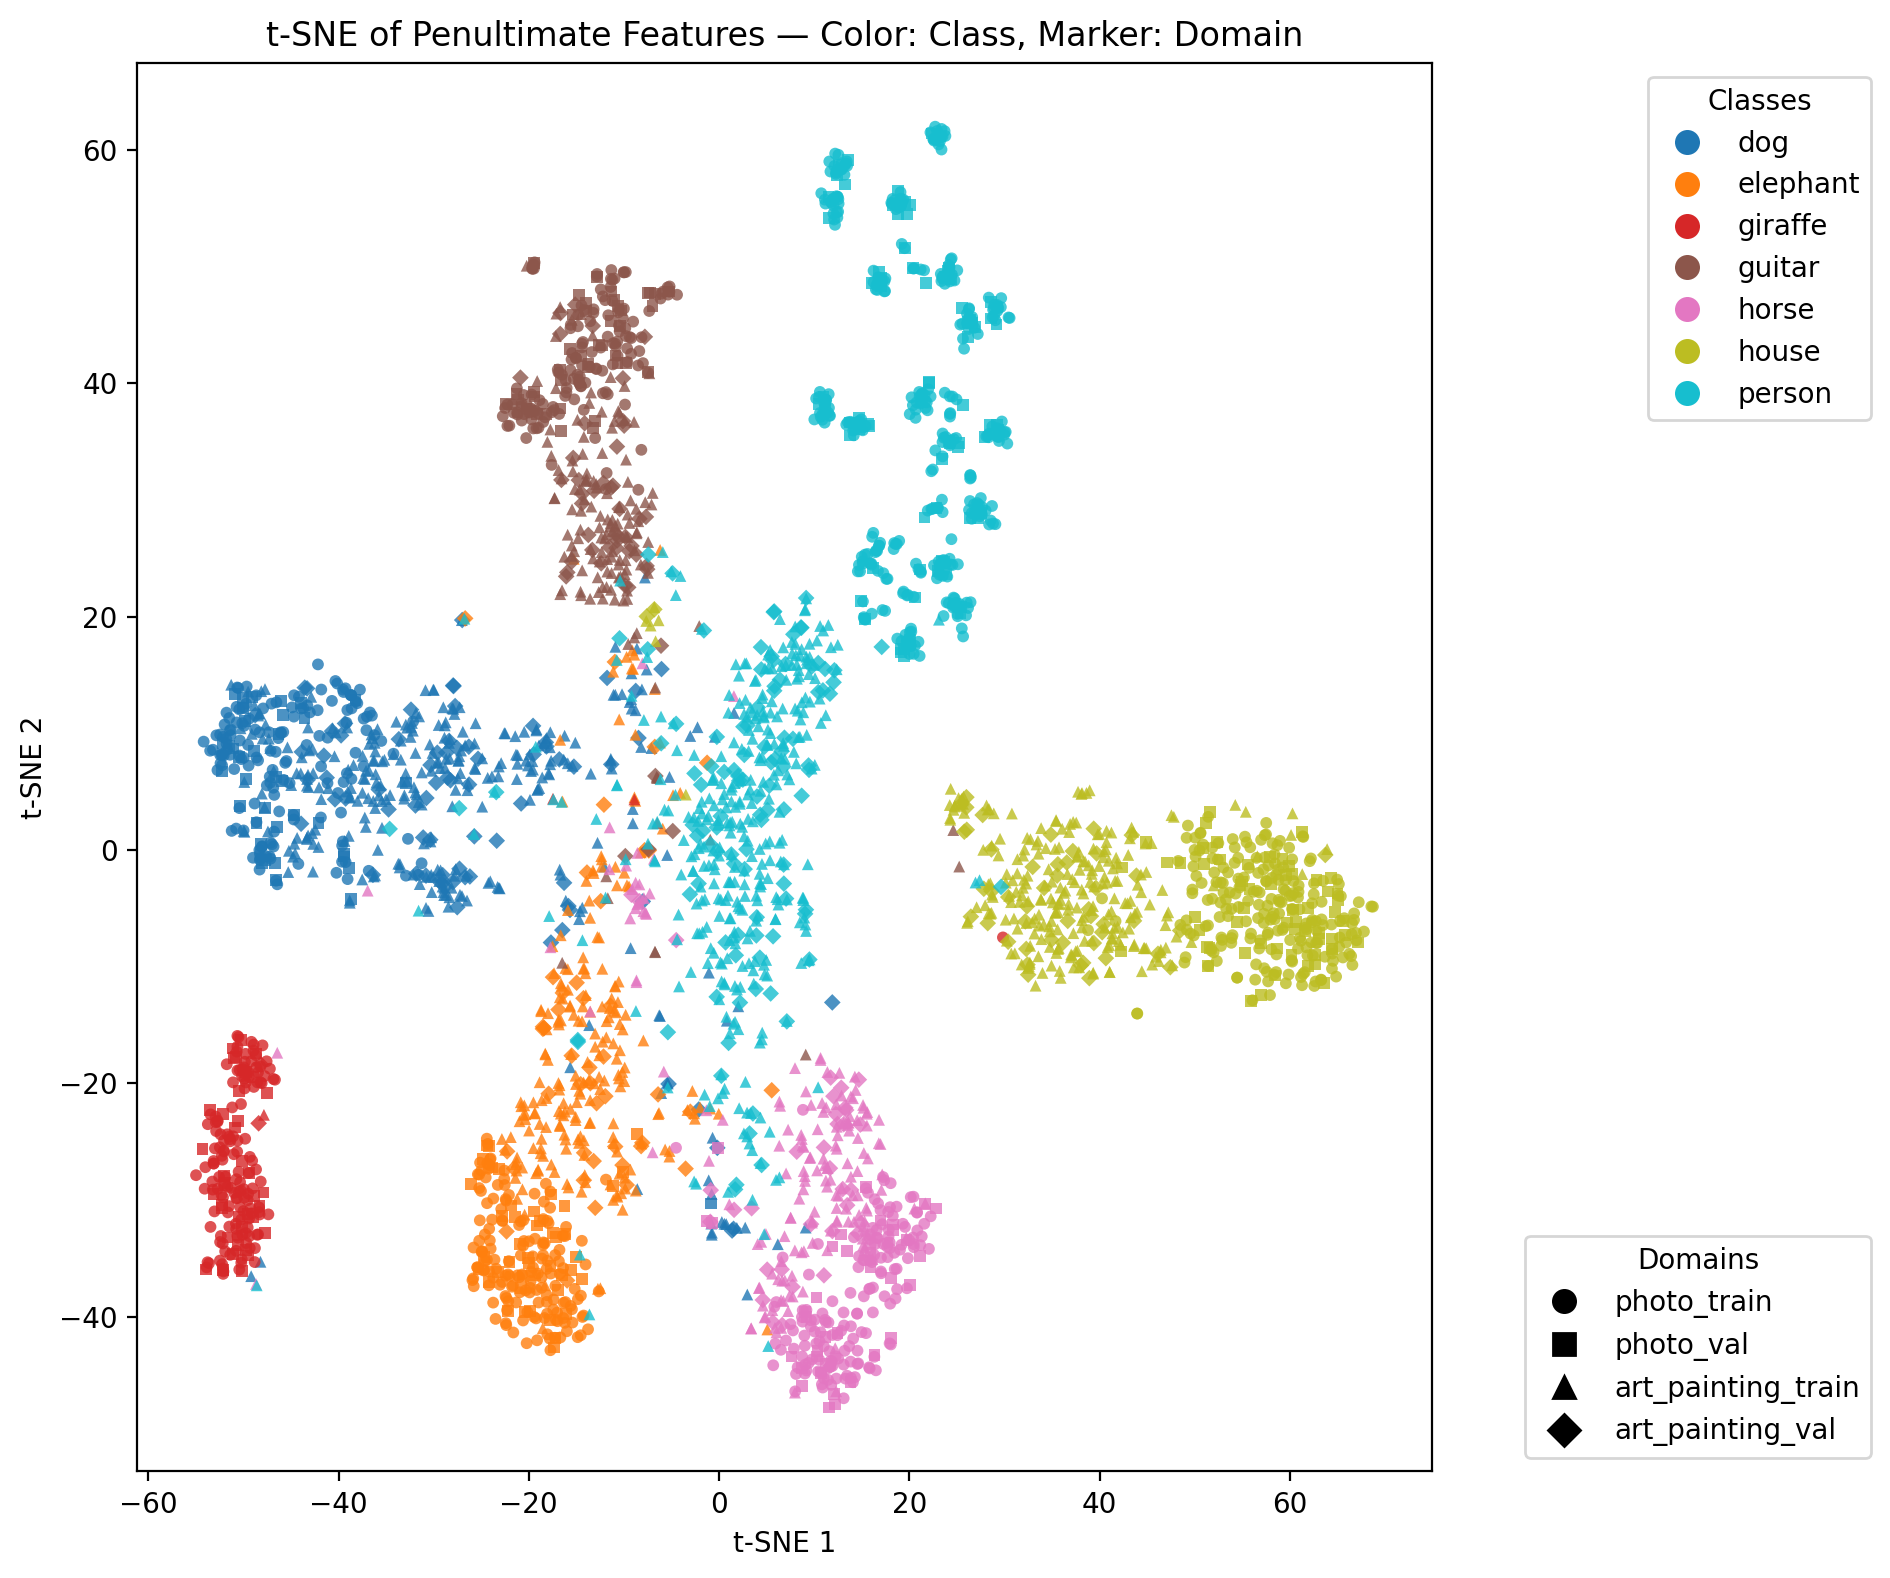 t-SNE of Penultimate Features — Color: Class, Marker: Domain
Classes
dog
elephant
giraffe
guitar
horse
house
person
Domains
photo_train
photo_val
art_painting_train
art_painting_val
t-SNE 2
60
40
20
0
−20
−40
−60
−40
−20
0
20
40
60
t-SNE 1